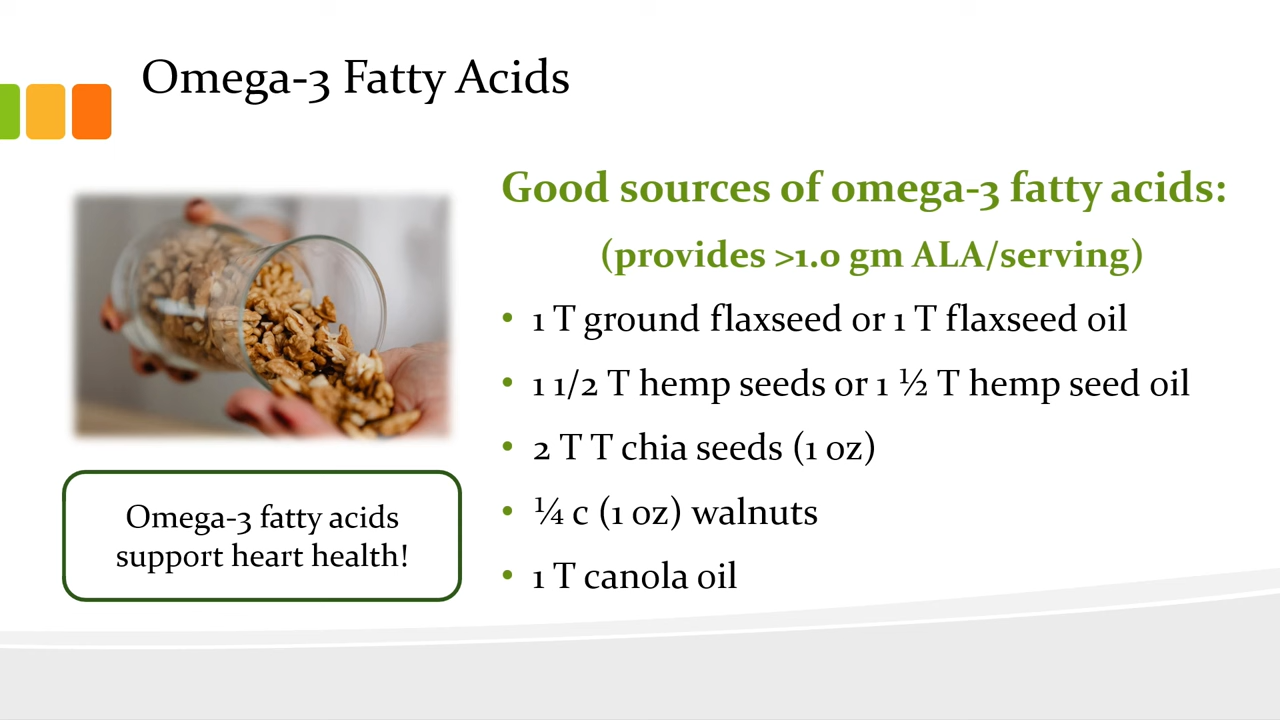 Omega-3 Fatty Acids
Good sources of omega-3 fatty acids:
(provides >1.0 gm ALA/serving)
• 1 T ground flaxseed or 1 T flaxseed oil
• 1 1/2 T hemp seeds or 1 ½ T hemp seed oil
• 2 T T chia seeds (1 oz)
• ¼ c (1 oz) walnuts
• 1 T canola oil
Omega-3 fatty acids
support heart health!